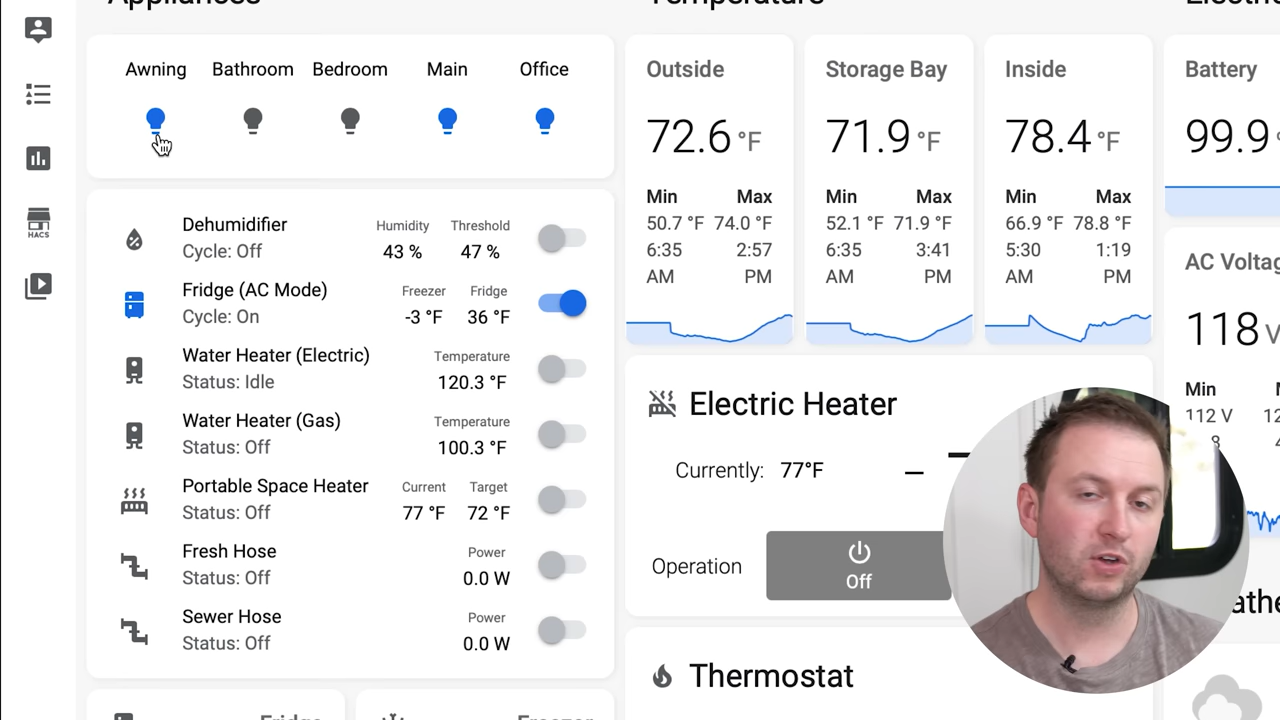 Appliances
Temperature
HACS
Awning Bathroom Bedroom Main Office
Dehumidifier
Cycle: Off
Humidity Threshold
43 % 47 %
Fridge (AC Mode)
Cycle: On
Freezer Fridge
-3 °F 36 °F
Water Heater (Electric)
Status: Idle
Temperature
120.3 °F
Water Heater (Gas)
Status: Off
Temperature
100.3 °F
Portable Space Heater
Status: Off
Current Target
77 °F 72 °F
Fresh Hose
Status: Off
Power
0.0 W
Sewer Hose
Status: Off
Power
0.0 W
Fridge
Freezer
Outside
72.6 °F
Min Max
50.7 °F 74.0 °F
6:35 2:57
AM PM
Storage Bay
71.9 °F
Min Max
52.1 °F 71.9 °F
6:35 3:41
AM PM
Inside
78.4 °F
Min Max
66.9 °F 78.8 °F
5:30 1:19
AM PM
Electric Heater
Currently: 77°F
Operation
Off
Thermostat
Battery
99.9
AC Voltag
118 V
Min
112 V